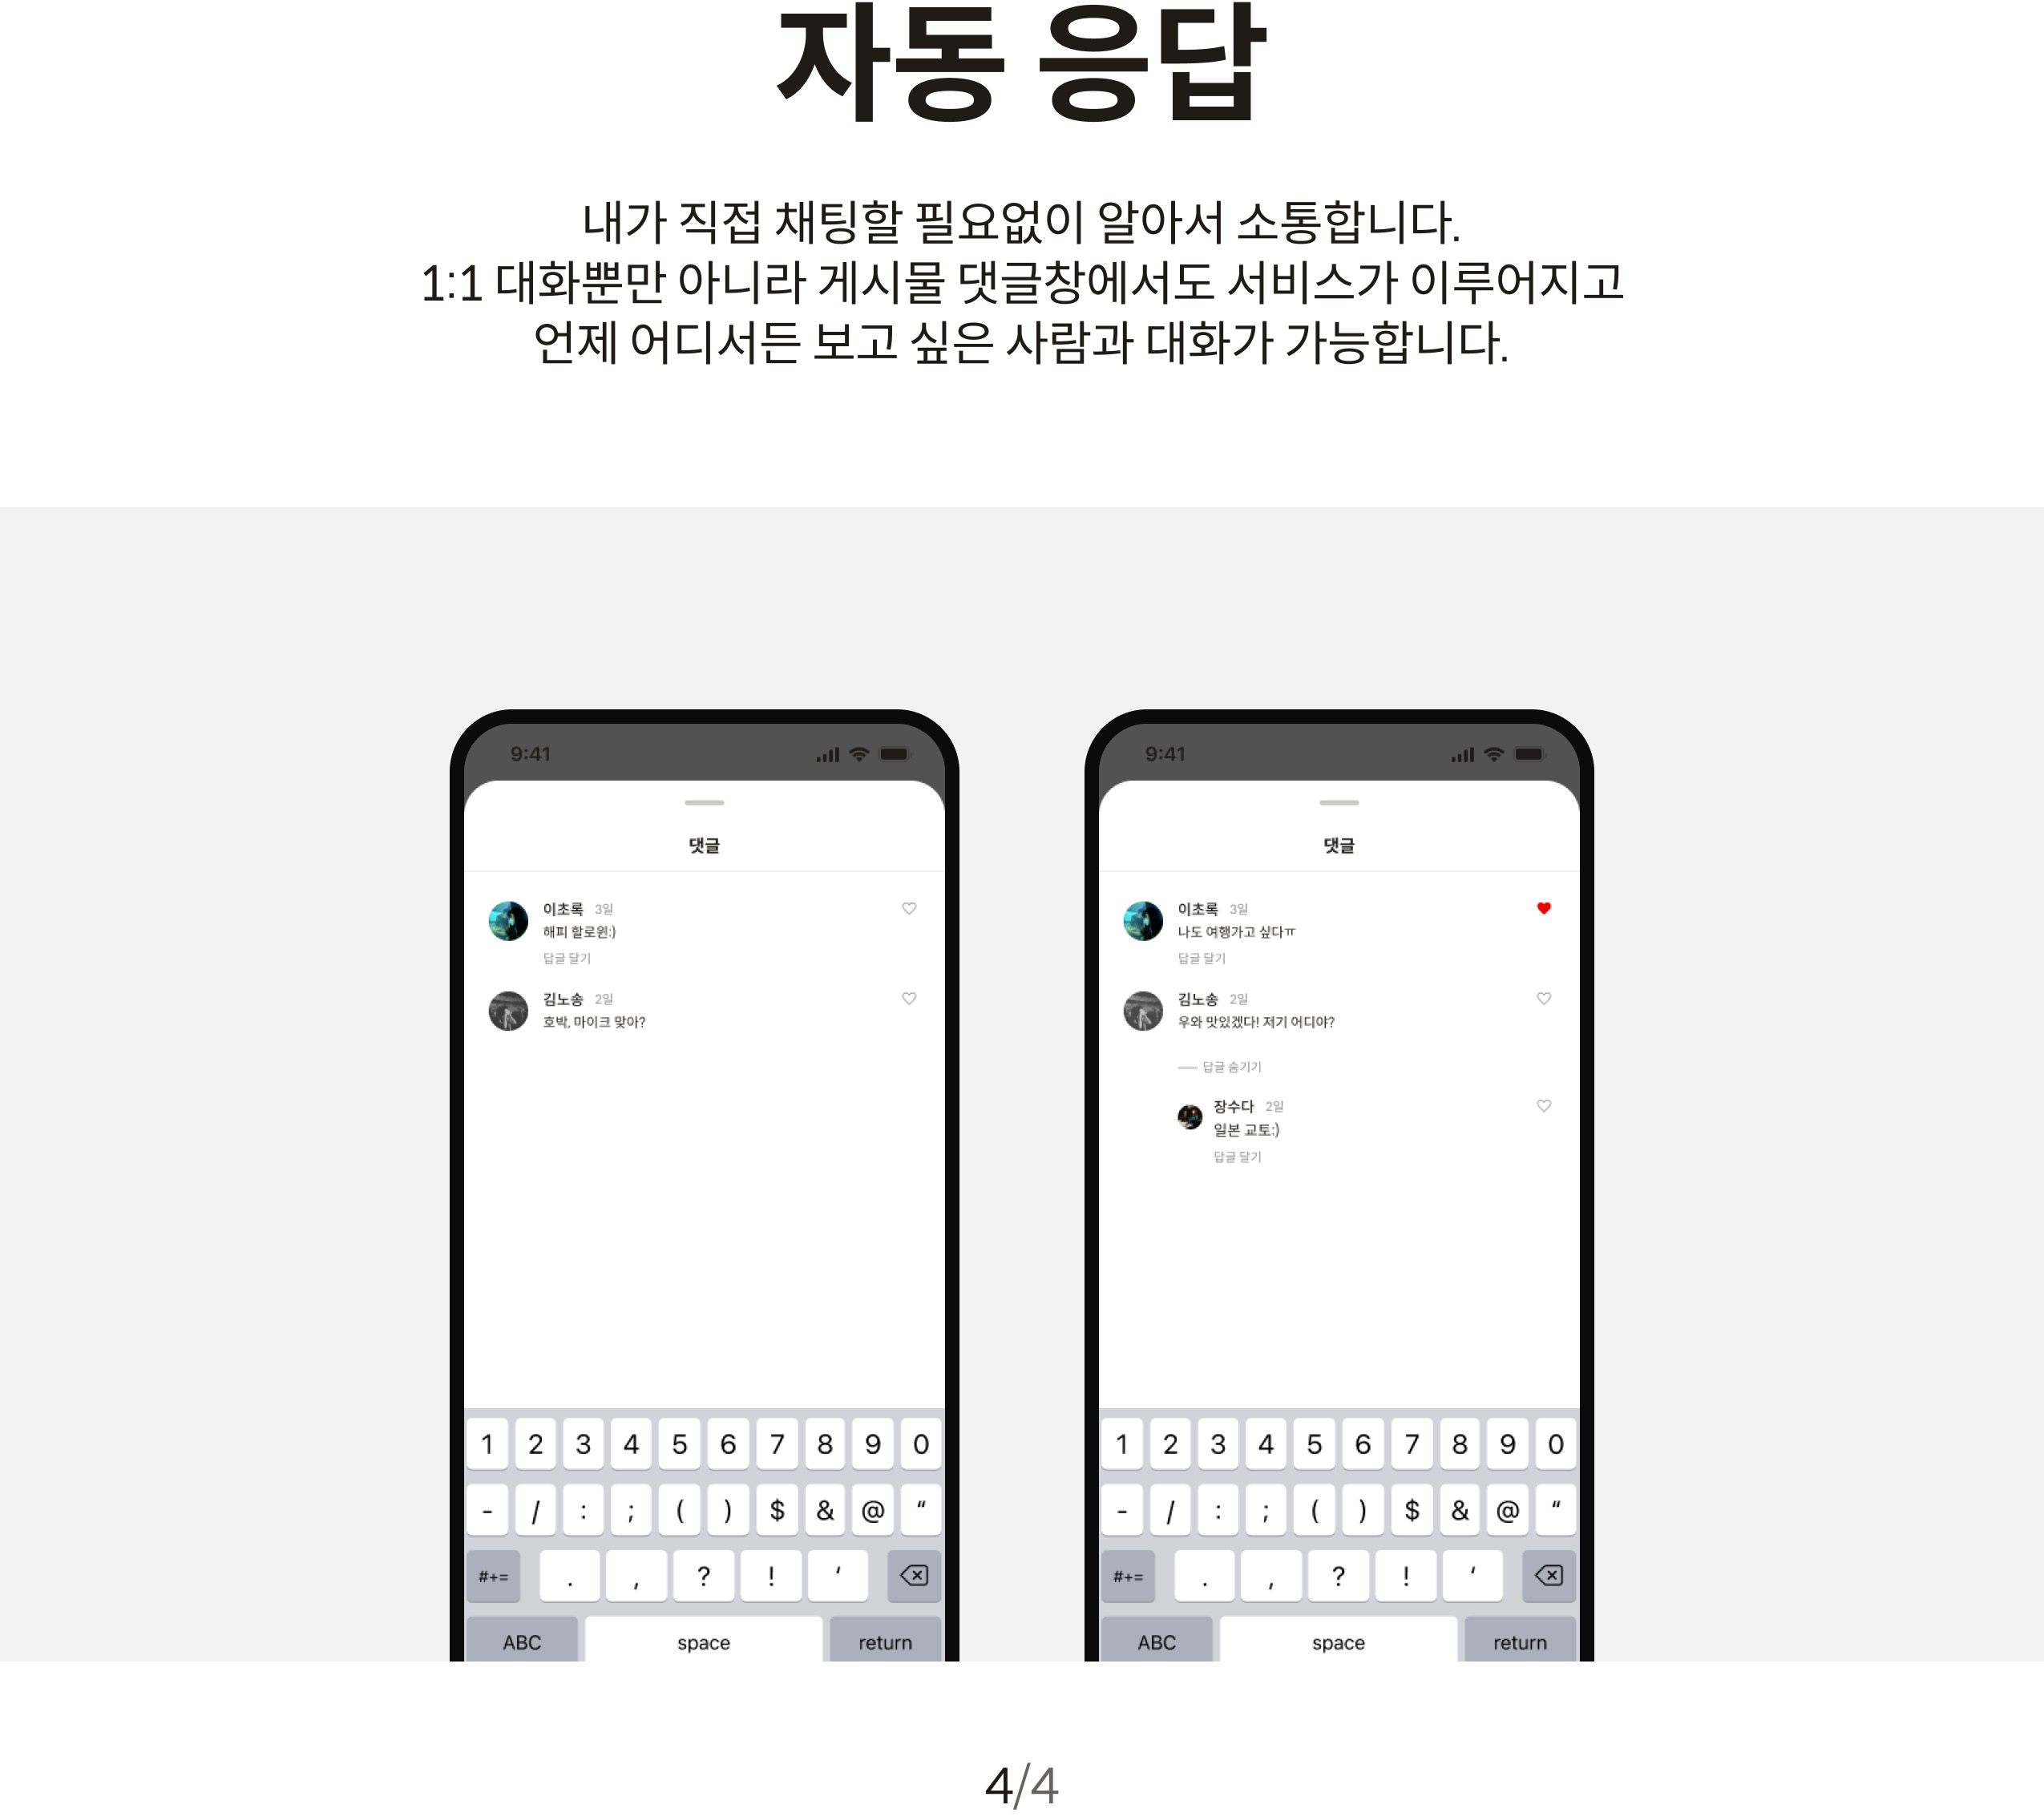 자동 응답
내가 직접 채팅할 필요없이 알아서 소통합니다.
1:1 대화뿐만 아니라 게시물 댓글창에서도 서비스가 이루어지고
언제 어디서든 보고 싶은 사람과 대화가 가능합니다.
9:41
댓글
이초록 3일
해피 할로윈:)
답글 달기
김노송 2일
호박, 마이크 맞아?
1 2 3 4 5 6 7 8 9 0
- / : ; ( ) $ & @ “
#+= . , ? ! ‘
ABC space return
9:41
댓글
이초록 3일
나도 여행가고 싶다ㅠ
답글 달기
김노송 2일
우와 맛있겠다! 저기 어디야?
답글 숨기기
장수다 2일
일본 교토:)
답글 달기
1 2 3 4 5 6 7 8 9 0
- / : ; ( ) $ & @ “
#+= . , ? ! ‘
ABC space return
4/4